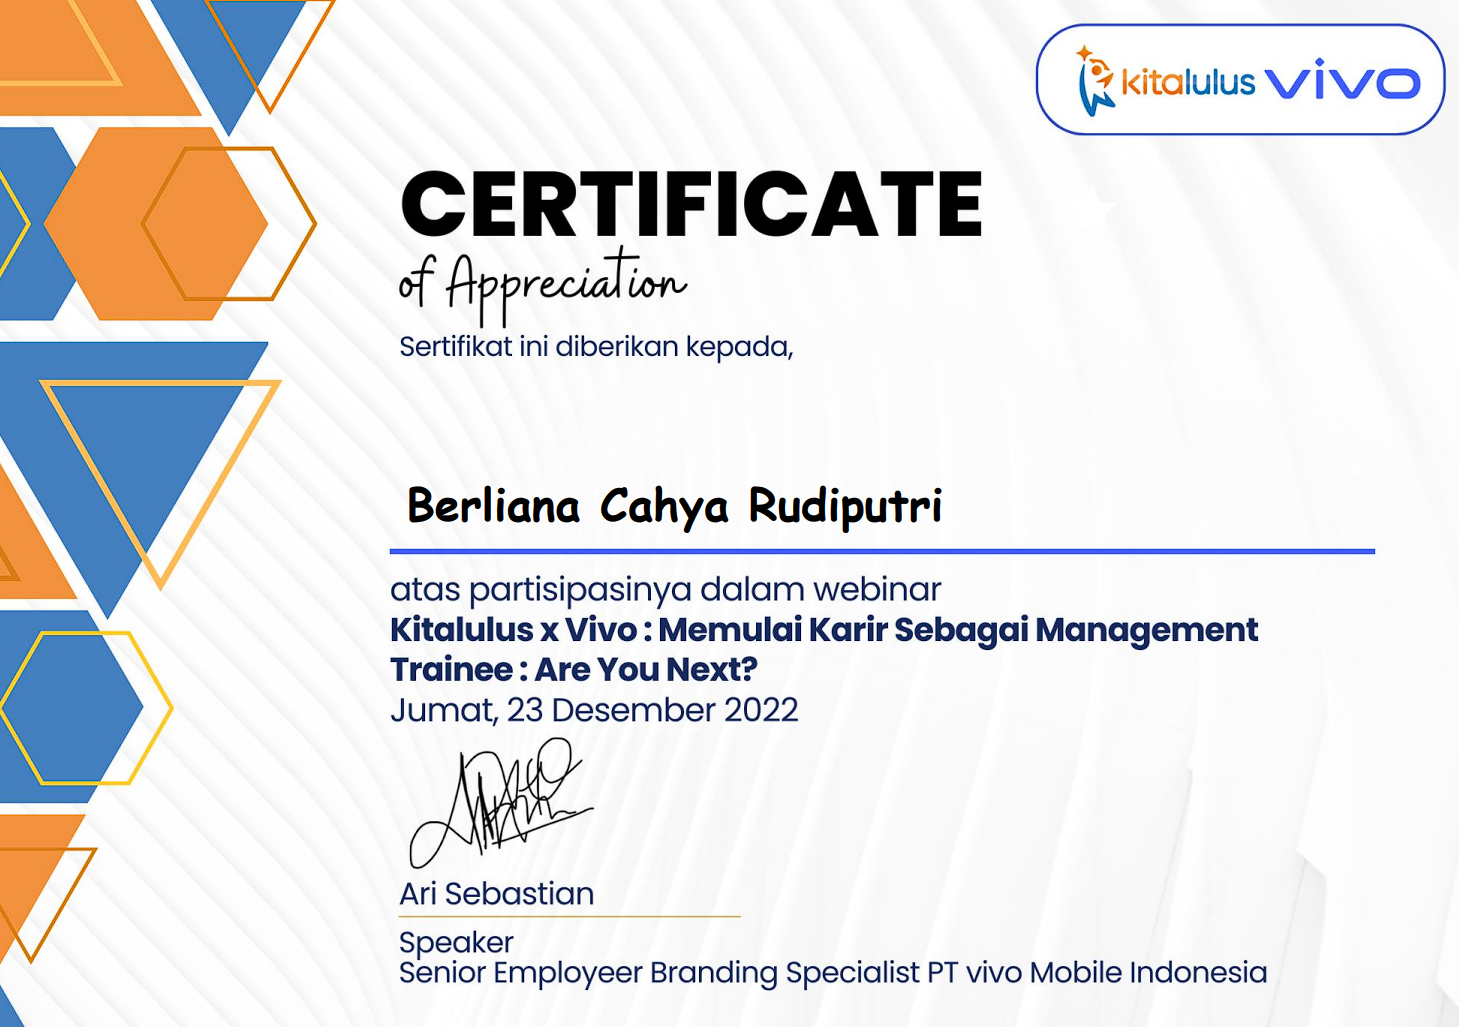 kitalulus vivo
CERTIFICATE
of Appreciation
Sertifikat ini diberikan kepada,
Berliana Cahya Rudiputri
atas partisipasinya dalam webinar
Kitalulus x Vivo : Memulai Karir Sebagai Management
Trainee : Are You Next?
Jumat, 23 Desember 2022
Ari Sebastian
Speaker
Senior Employeer Branding Specialist PT vivo Mobile Indonesia